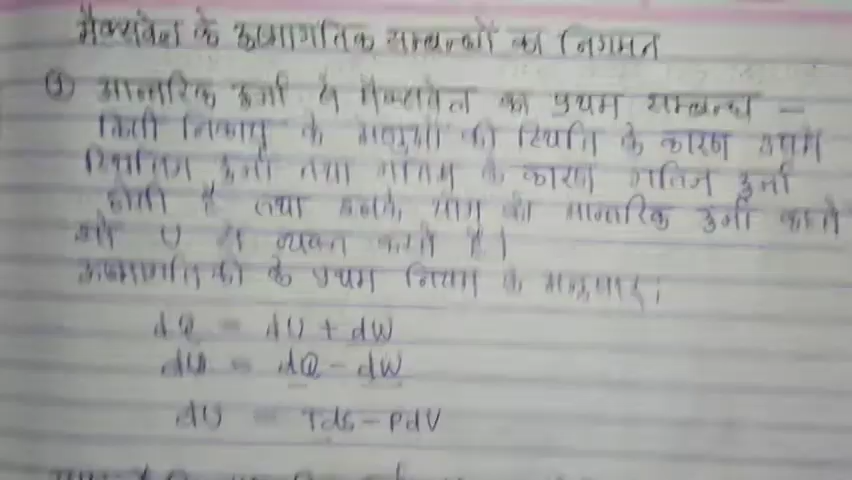 मैक्सवेल के ऊष्मागतिक सम्बन्धों का निगमन
① आन्तरिक ऊर्जा से मैक्सवेल का प्रथम सम्बन्ध -
किसी निकाय के अणुओं की स्थिति के कारण उसमें
स्थितिज ऊर्जा तथा गति के कारण गतिज ऊर्जा
होती है तथा इनके योग को आन्तरिक ऊर्जा कहते
U से व्यक्त करते है।
ऊष्मागतिकी के प्रथम नियम के अनुसार;
dQ = dU + dW
dU = dQ - dW
dU = Tds - PdV